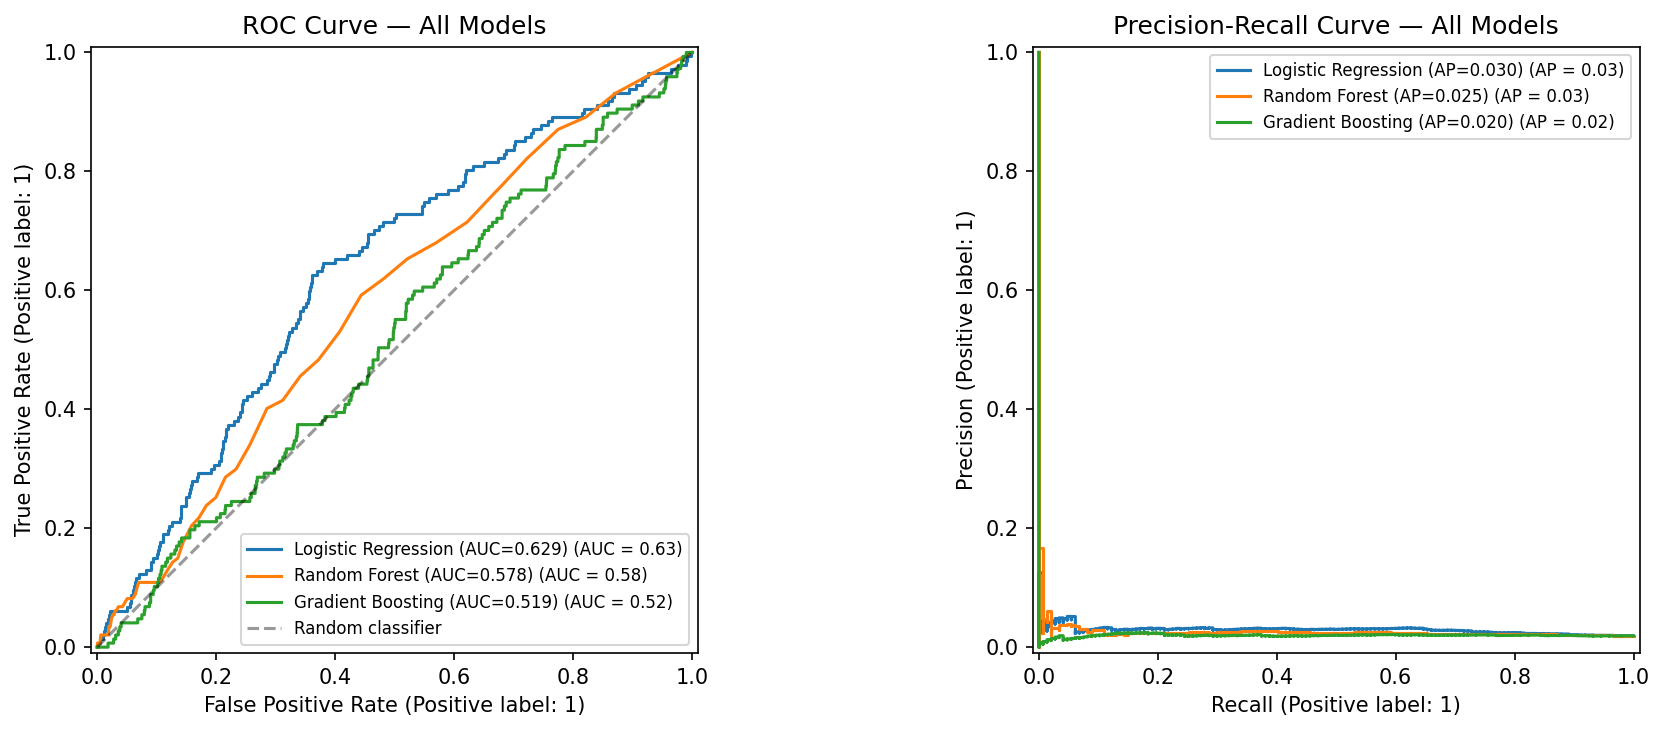 ROC Curve — All Models
True Positive Rate (Positive label: 1)
1.0
0.8
0.6
0.4
0.2
0.0
Logistic Regression (AUC=0.629) (AUC = 0.63)
Random Forest (AUC=0.578) (AUC = 0.58)
Gradient Boosting (AUC=0.519) (AUC = 0.52)
Random classifier
0.0 0.2 0.4 0.6 0.8 1.0
False Positive Rate (Positive label: 1)
Precision-Recall Curve — All Models
Precision (Positive label: 1)
1.0
0.8
0.6
0.4
0.2
0.0
Logistic Regression (AP=0.030) (AP = 0.03)
Random Forest (AP=0.025) (AP = 0.03)
Gradient Boosting (AP=0.020) (AP = 0.02)
0.0 0.2 0.4 0.6 0.8 1.0
Recall (Positive label: 1)